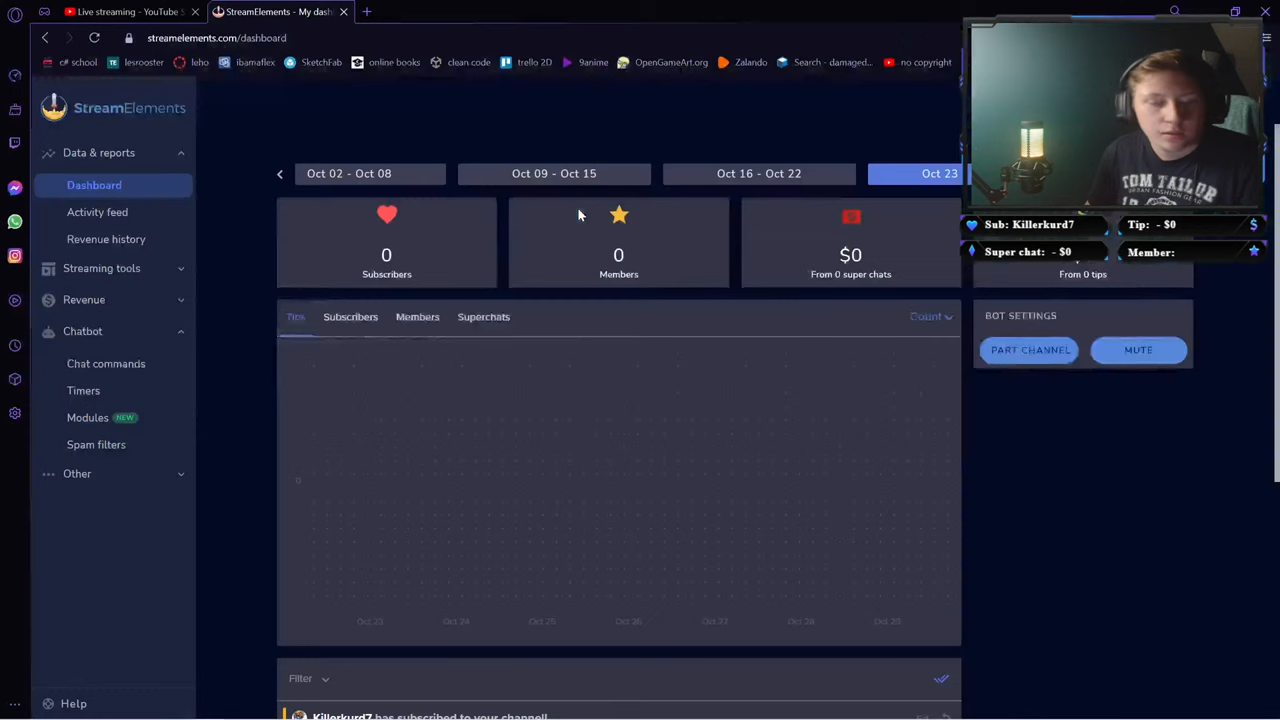 Live streaming - YouTube S
StreamElements - My dash
streamelements.com/dashboard
c# school
lesrooster
leho
ibamaflex
SketchFab
online books
clean code
trello 2D
9anime
OpenGameArt.org
Zalando
Search - damaged...
no copyright
StreamElements
Data & reports
Dashboard
Activity feed
Revenue history
Streaming tools
Revenue
Chatbot
Chat commands
Timers
Modules NEW
Spam filters
Other
Help
Oct 02 - Oct 08
Oct 09 - Oct 15
Oct 16 - Oct 22
Oct 23
0
Subscribers
0
Members
$0
From 0 super chats
From 0 tips
TOM TAILOR
Sub: Killerkurd7
Tip: - $0
Super chat: - $0
Member:
Tips
Subscribers
Members
Superchats
Count
BOT SETTINGS
PART CHANNEL
MUTE
0
Oct 23
Oct 24
Oct 25
Oct 26
Oct 27
Oct 28
Oct 29
Filter
Killerkurd7 has subscribed to your channel!